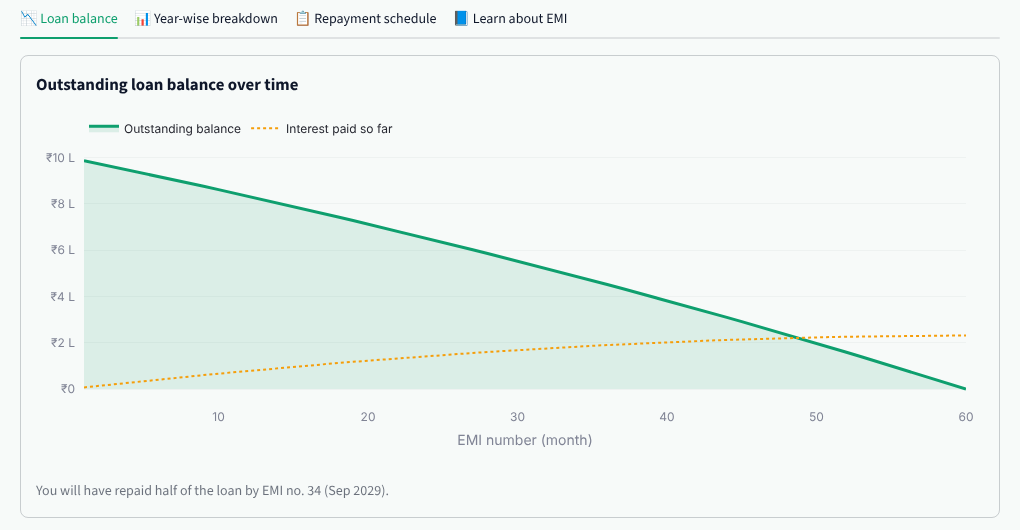 📉 Loan balance 📊 Year-wise breakdown 📋 Repayment schedule 📘 Learn about EMI
Outstanding loan balance over time
Outstanding balance Interest paid so far
₹10 L
₹8 L
₹6 L
₹4 L
₹2 L
₹0
10 20 30 40 50 60
EMI number (month)
You will have repaid half of the loan by EMI no. 34 (Sep 2029).